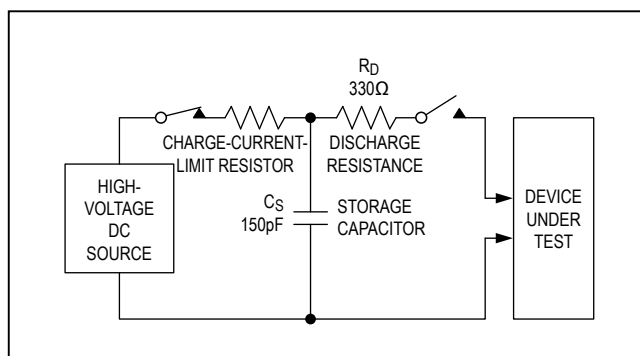 R_D
330Ω
CHARGE-CURRENT-
LIMIT RESISTOR
DISCHARGE
RESISTANCE
HIGH-
VOLTAGE
DC
SOURCE
C_S
150pF
STORAGE
CAPACITOR
DEVICE
UNDER
TEST